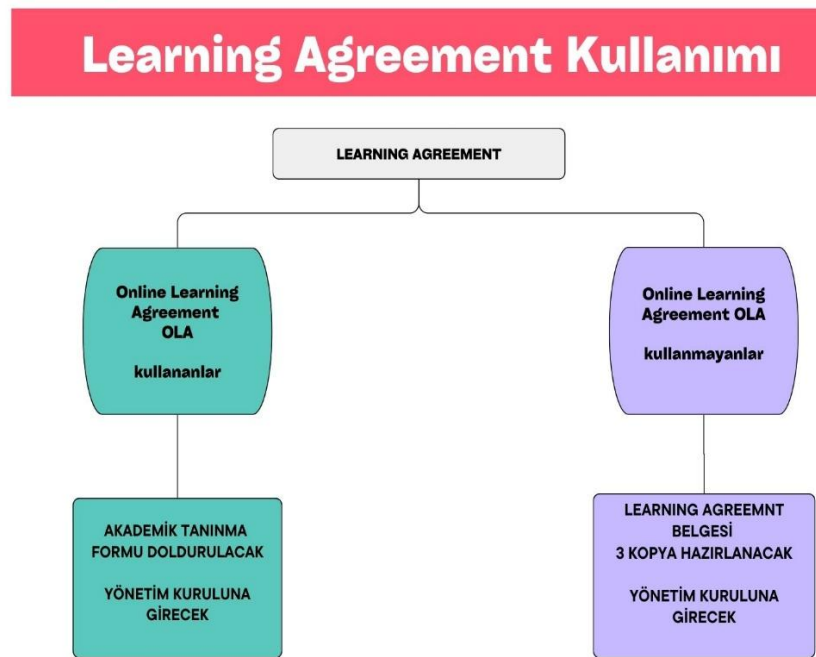 Learning Agreement Kullanımı
LEARNING AGREEMENT
Online Learning
Agreement
OLA
kullananlar
Online Learning
Agreement OLA
kullanmayanlar
AKADEMİK TANINMA
FORMU DOLDURULACAK
YÖNETİM KURULUNA
GİRECEK
LEARNING AGREEMNT
BELGESİ
3 KOPYA HAZIRLANACAK
YÖNETİM KURULUNA
GİRECEK